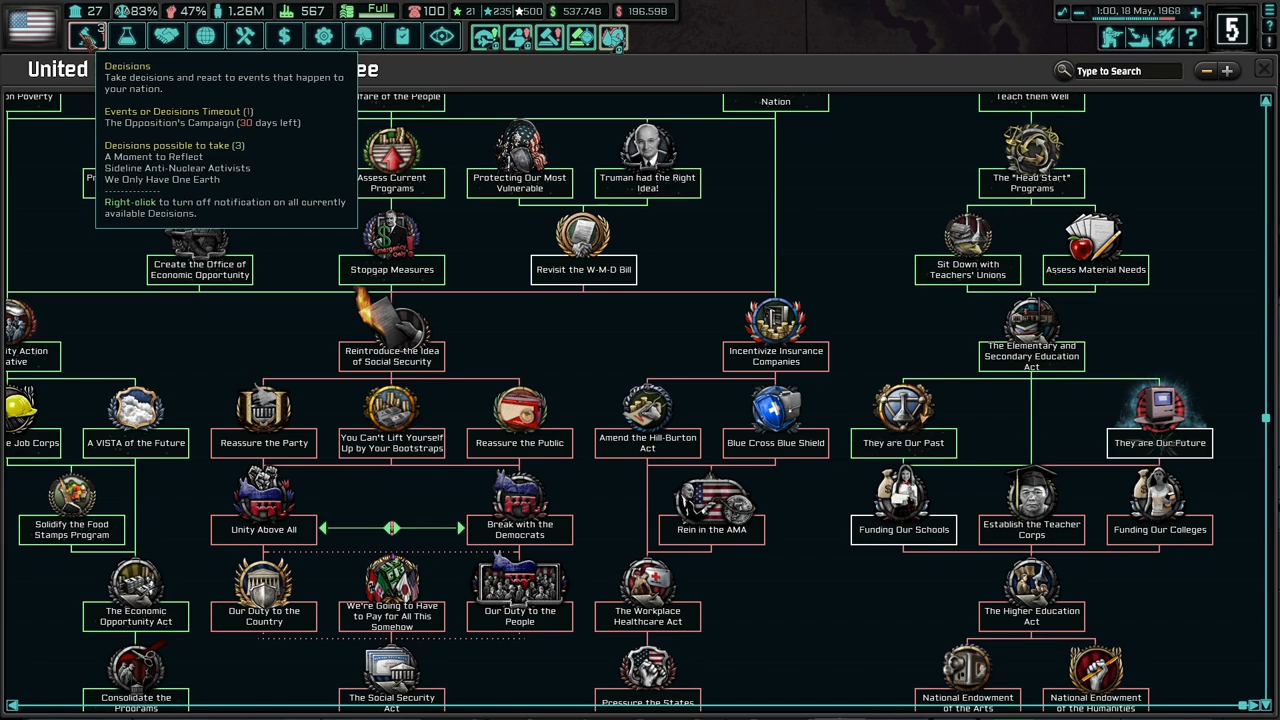 27
83%
47%
1.26M
567
Full
100
21
235
500
537.74B
196.59B
1:00, 18 May, 1968
5
3
United
ee
Type to Search
Decisions
Take decisions and react to events that happen to
your nation.
Events or Decisions Timeout (!)
The Opposition's Campaign (30 days left)
Decisions possible to take (3)
A Moment to Reflect
Sideline Anti-Nuclear Activists
We Only Have One Earth
--------------
Right-click to turn off notification on all currently
available Decisions.
on Poverty
lfare of the People
Nation
Teach them Well
Assess Current
Programs
Protecting Our Most
Vulnerable
Truman had the Right
Idea!
The "Head Start"
Programs
Create the Office of
Economic Opportunity
Emergency
Only!
Stopgap Measures
Revisit the W-M-D Bill
Sit Down with
Teachers' Unions
Assess Material Needs
ity Action
ative
Reintroduce the Idea
of Social Security
Incentivize Insurance
Companies
The Elementary and
Secondary Education
Act
e Job Corps
A VISTA of the Future
Reassure the Party
You Can't Lift Yourself
Up by Your Bootstraps
Reassure the Public
Amend the Hill-Burton
Act
Blue Cross Blue Shield
They are Our Past
They are Our Future
Solidify the Food
Stamps Program
Unity Above All
Break with the
Democrats
Rein in the AMA
Funding Our Schools
Establish the Teacher
Corps
Funding Our Colleges
The Economic
Opportunity Act
Our Duty to the
Country
We're Going to Have
to Pay for All This
Somehow
Our Duty to the
People
The Workplace
Healthcare Act
The Higher Education
Act
Consolidate the
Programs
The Social Security
Act
Pressure the States
National Endowment
of the Arts
National Endowment
of the Humanities